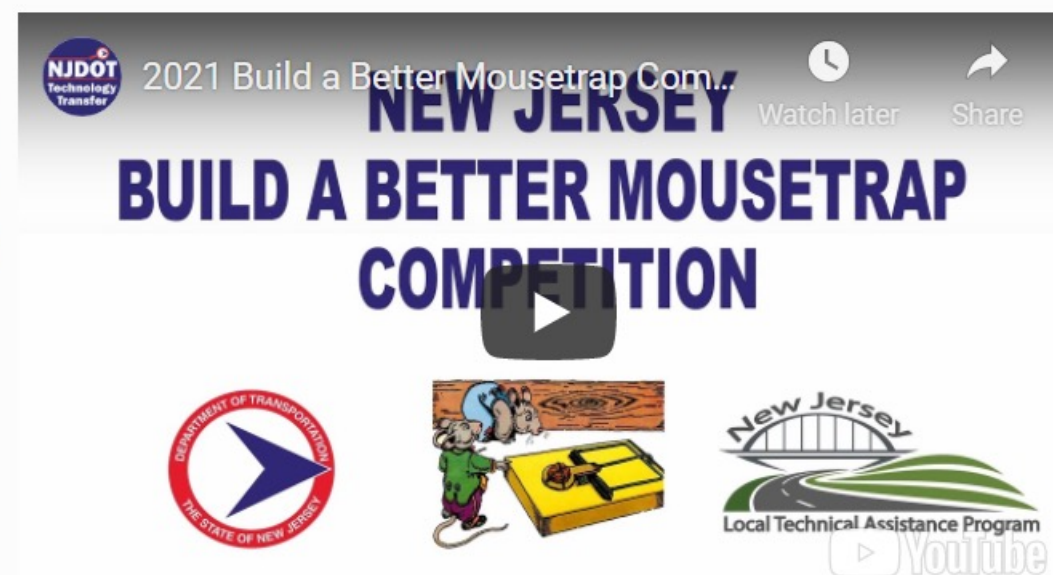 NJDOT
Technology
Transfer
2021 Build a Better Mousetrap Com...
Watch later
Share
NEW JERSEY
BUILD A BETTER MOUSETRAP
COMPETITION
DEPARTMENT OF TRANSPORTATION
THE STATE OF NEW JERSEY
New Jersey
Local Technical Assistance Program
YouTube